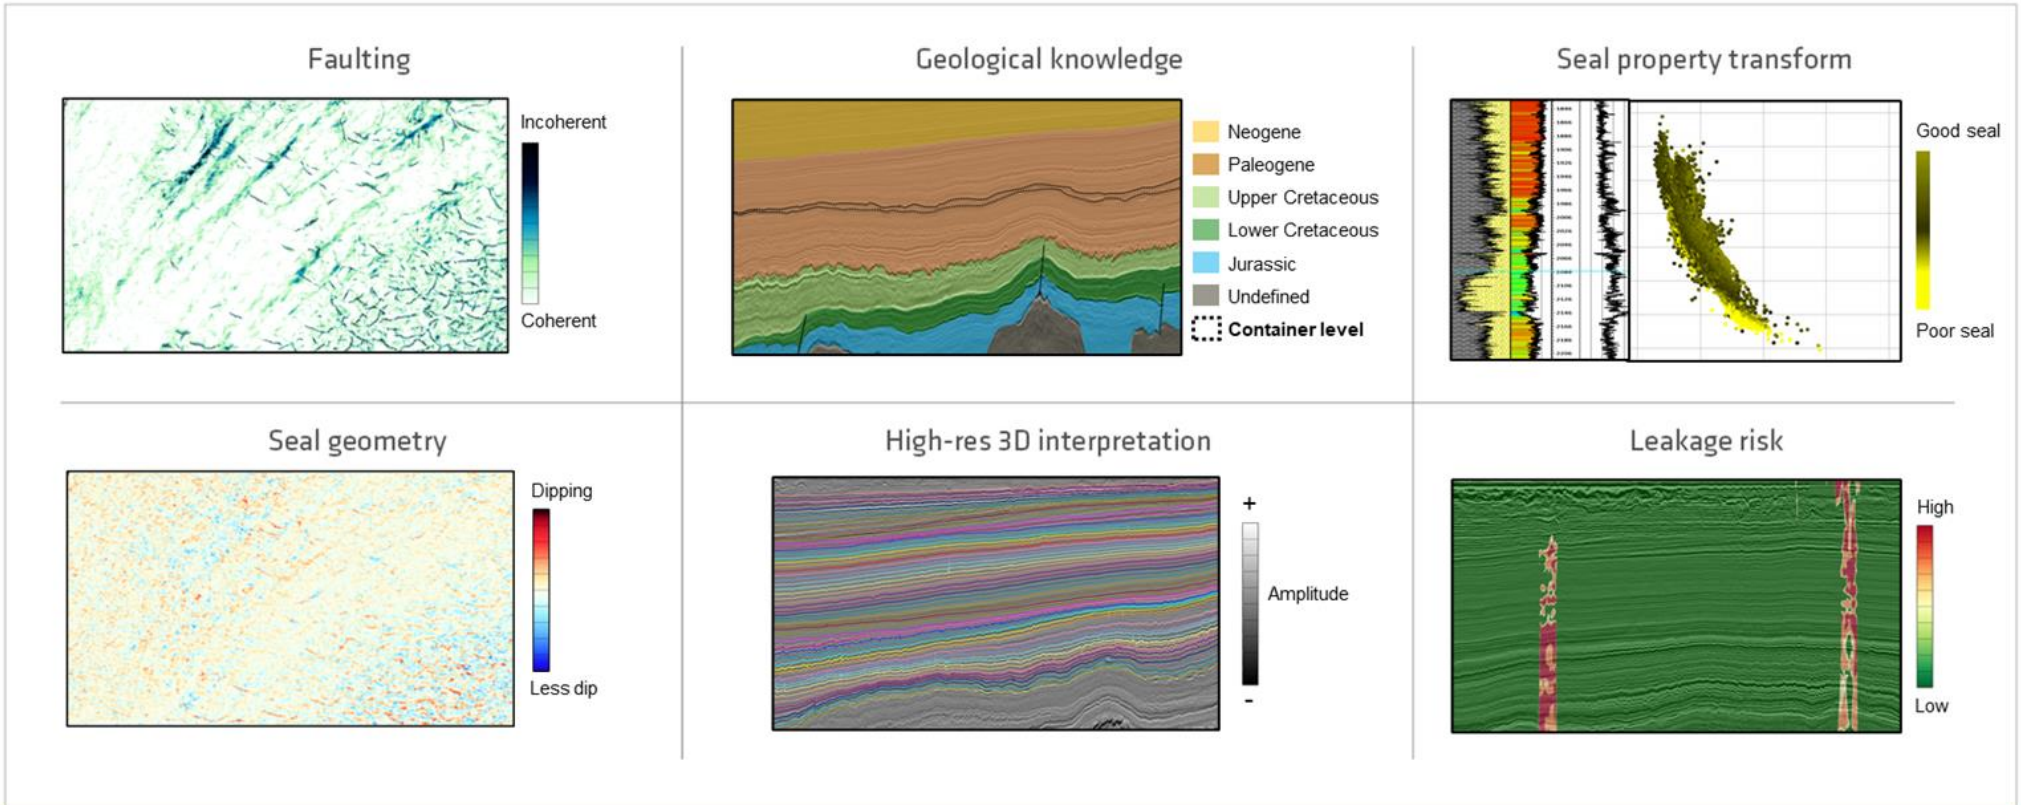 Faulting
Incoherent
Coherent
Geological knowledge
Neogene
Paleogene
Upper Cretaceous
Lower Cretaceous
Jurassic
Undefined
Container level
Seal property transform
Good seal
Poor seal
Seal geometry
Dipping
Less dip
High-res 3D interpretation
+
Amplitude
-
Leakage risk
High
Low